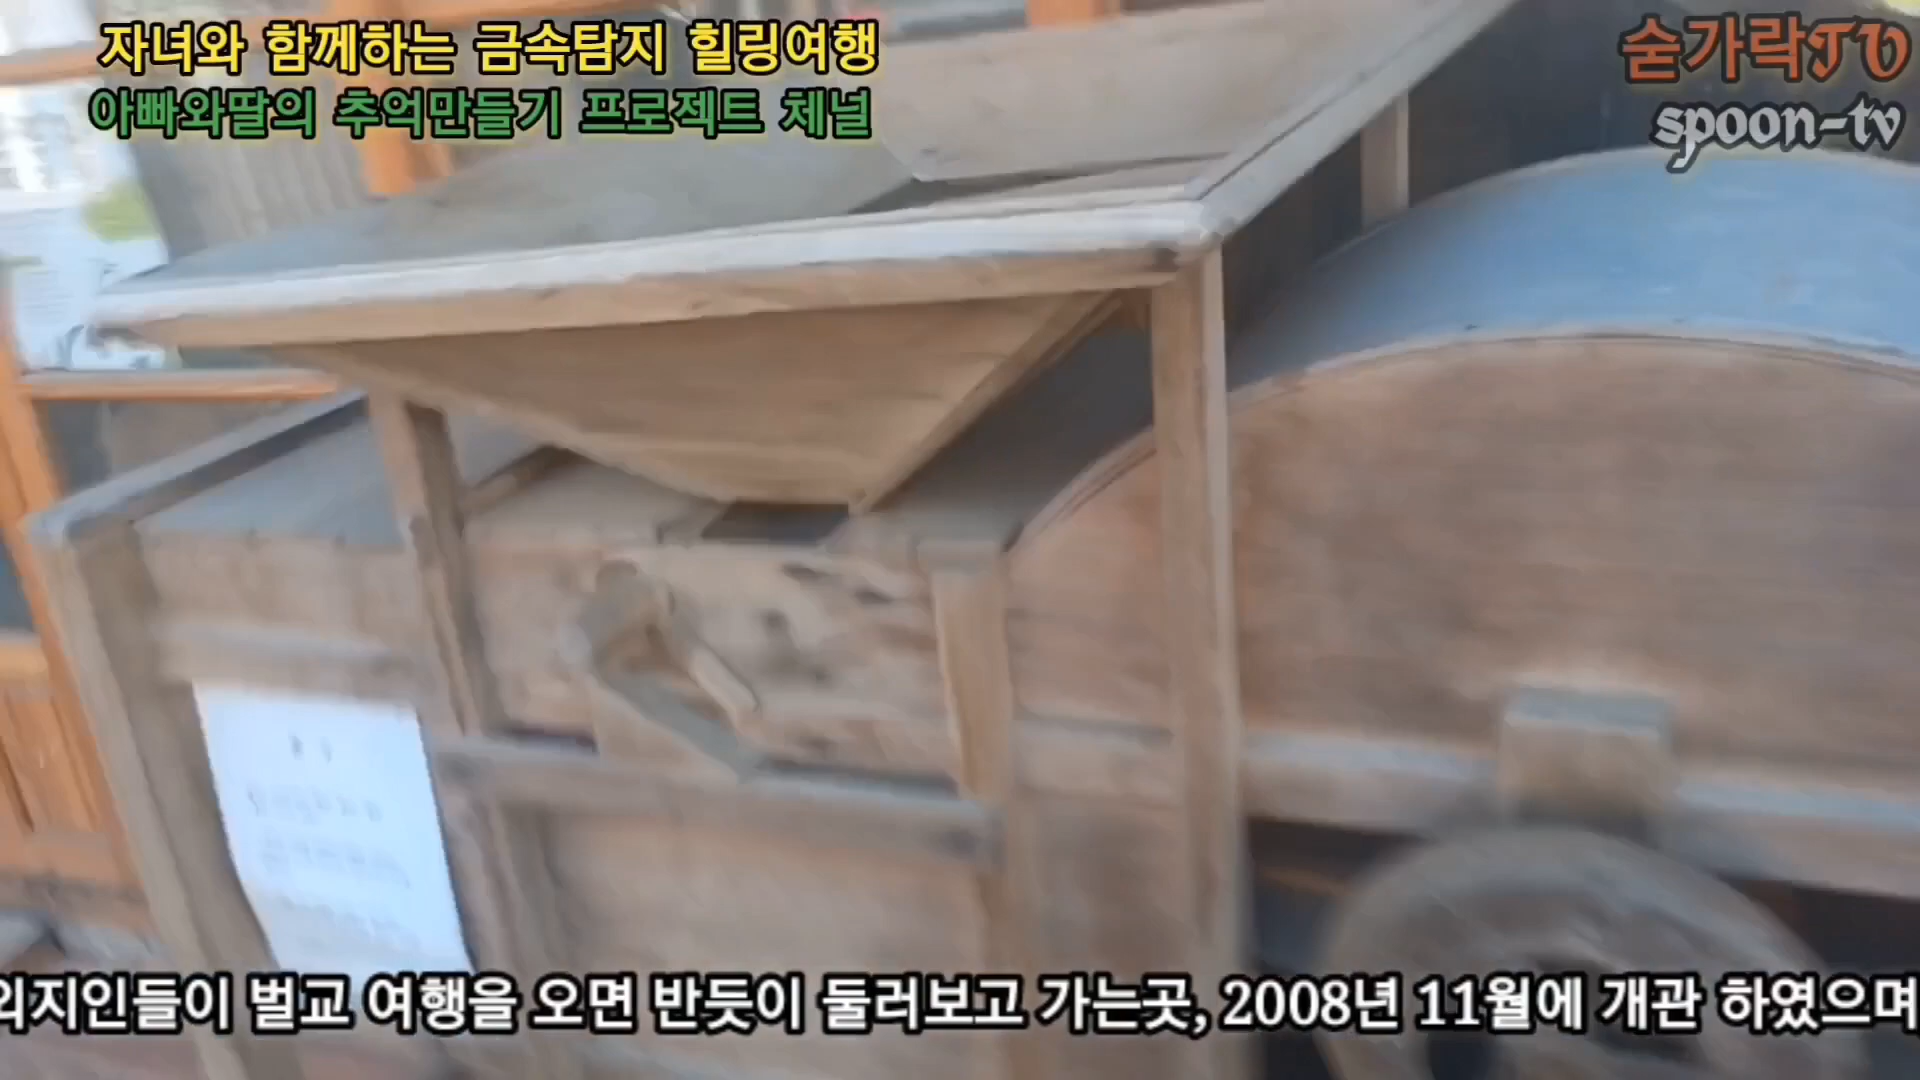 자녀와 함께하는 금속탐지 힐링여행
아빠와딸의 추억만들기 프로젝트 채널
숟가락TV
spoon-tv
외지인들이 벌교 여행을 오면 반듯이 둘러보고 가는곳, 2008년 11월에 개관 하였으며